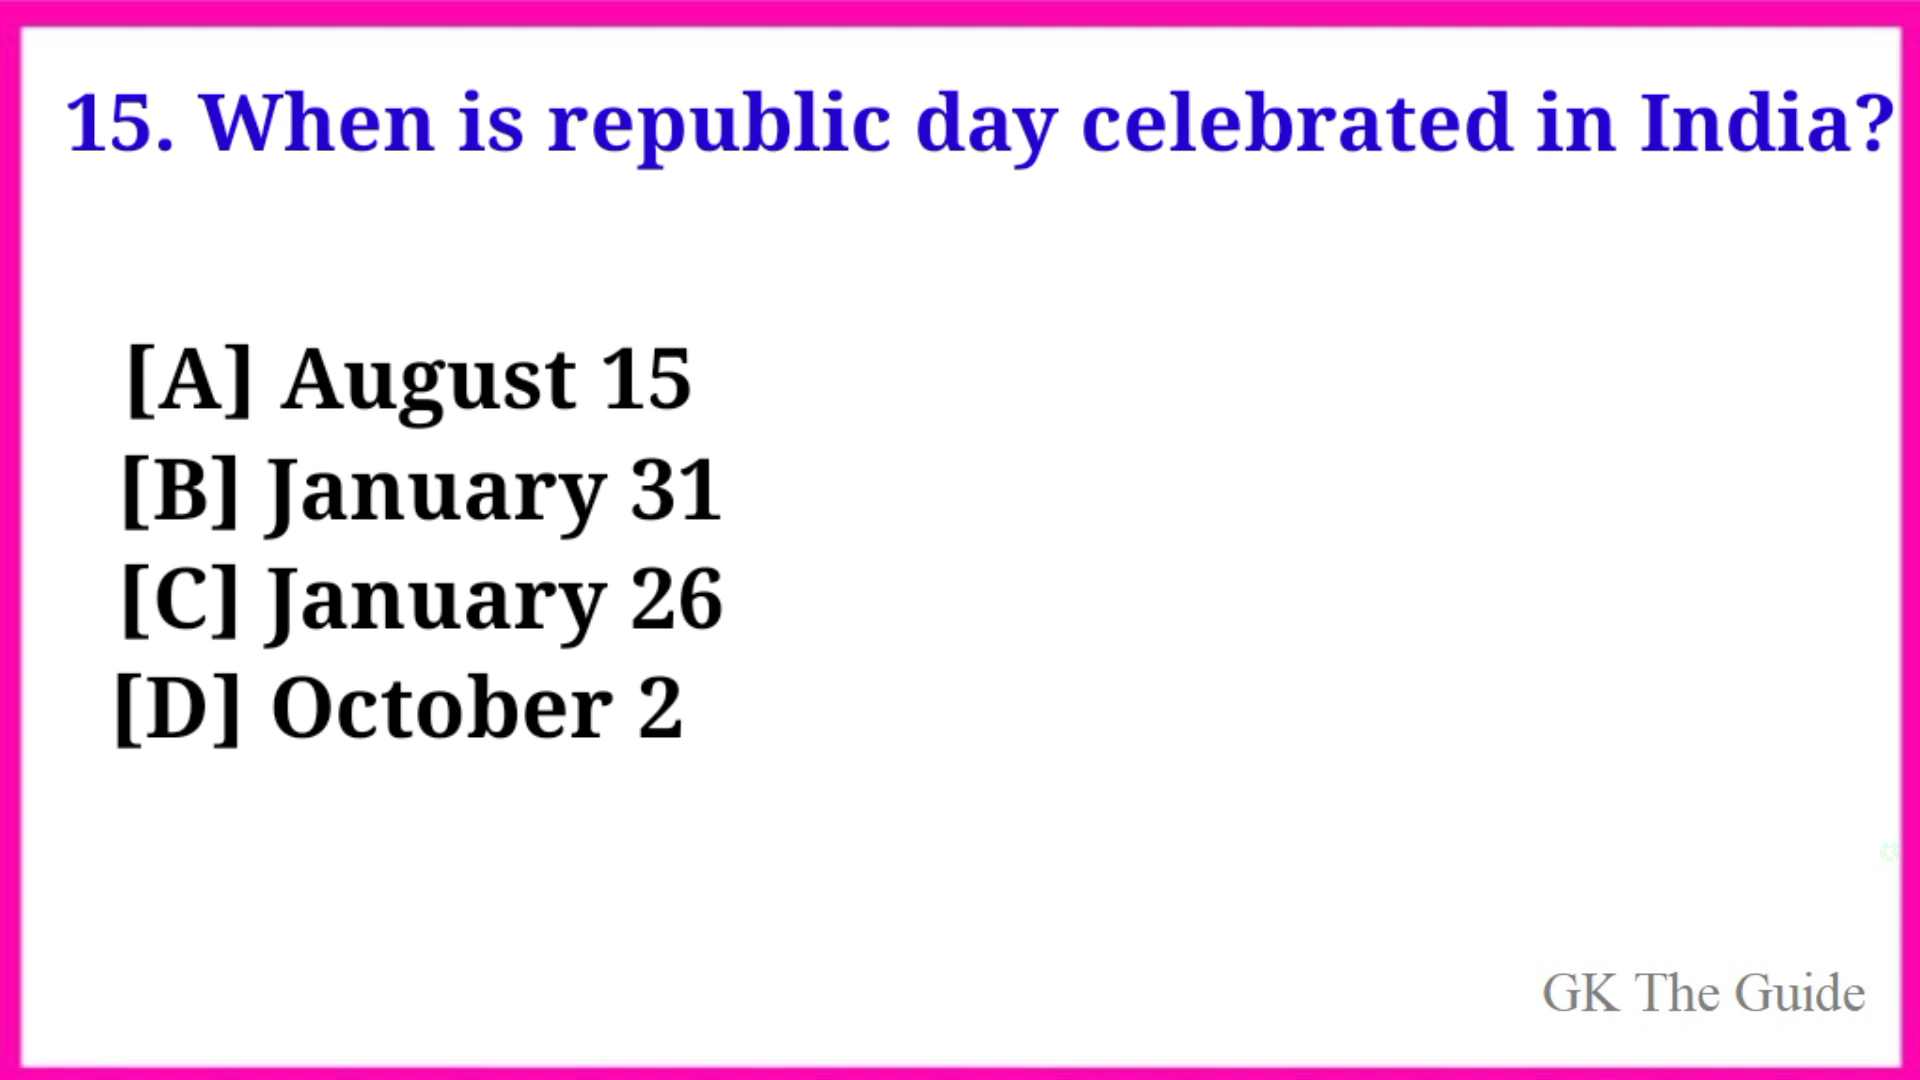 15. When is republic day celebrated in India?
[A] August 15
[B] January 31
[C] January 26
[D] October 2
GK The Guide